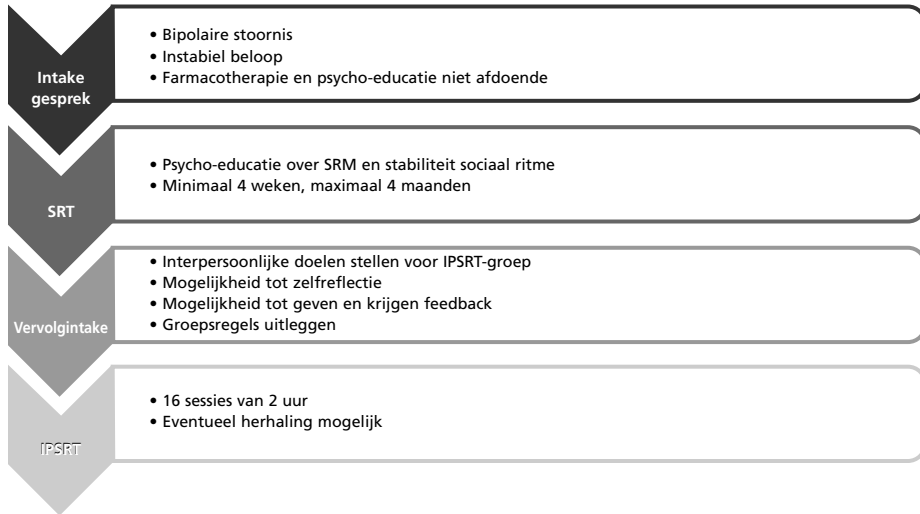 Intake
gesprek
• Bipolaire stoornis
• Instabiel beloop
• Farmacotherapie en psycho-educatie niet afdoende
SRT
• Psycho-educatie over SRM en stabiliteit sociaal ritme
• Minimaal 4 weken, maximaal 4 maanden
Vervolgintake
• Interpersoonlijke doelen stellen voor IPSRT-groep
• Mogelijkheid tot zelfreflectie
• Mogelijkheid tot geven en krijgen feedback
• Groepsregels uitleggen
IPSRT
• 16 sessies van 2 uur
• Eventueel herhaling mogelijk